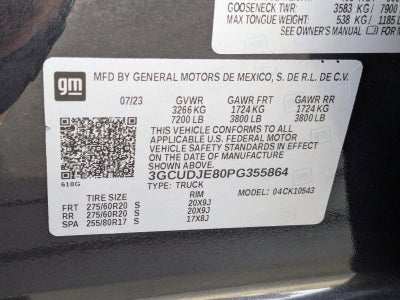 GOOSENECK TWR: 3583 KG/ 7900
MAX TONGUE WEIGHT: 538 KG/ 1185
SEE OWNER'S MANUAL FOR
gm
MFD BY GENERAL MOTORS DE MEXICO, S. DE R.L. DE C.V.
07/23 GVWR GAWR FRT GAWR RR
3266 KG 1724 KG 1724 KG
7200 LB 3800 LB 3800 LB
THIS VEHICLE CONFORMS TO ALL
APPLICABLE U.S. FEDERAL MOTOR
VEHICLE SAFETY STANDARDS IN EFFECT
ON THE DATE OF MANUFACTURE
SHOWN ABOVE.
3GCUDJE80PG355864
618G TYPE: TRUCK MODEL: 04CK10543
TIRE SIZE RIM
FRT 275/60R20 S 20X9J
RR 275/60R20 S 20X9J
SPA 255/80R17 S 17X8J